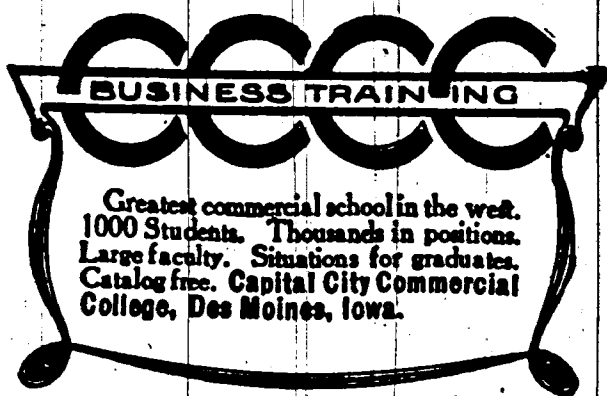 CCCC
BUSINESS TRAINING
Greatest commercial school in the west.
1000 Students. Thousands in positions.
Large faculty. Situations for graduates.
Catalog free. Capital City Commercial
College, Des Moines, Iowa.